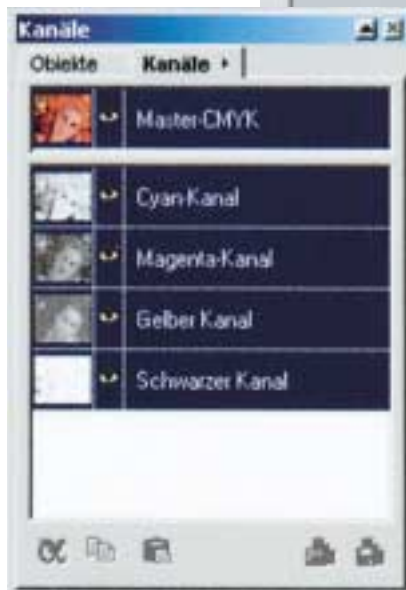 Kanäle
Objekte Kanäle
Master-CMYK
Cyan-Kanal
Magenta-Kanal
Gelber Kanal
Schwarzer Kanal